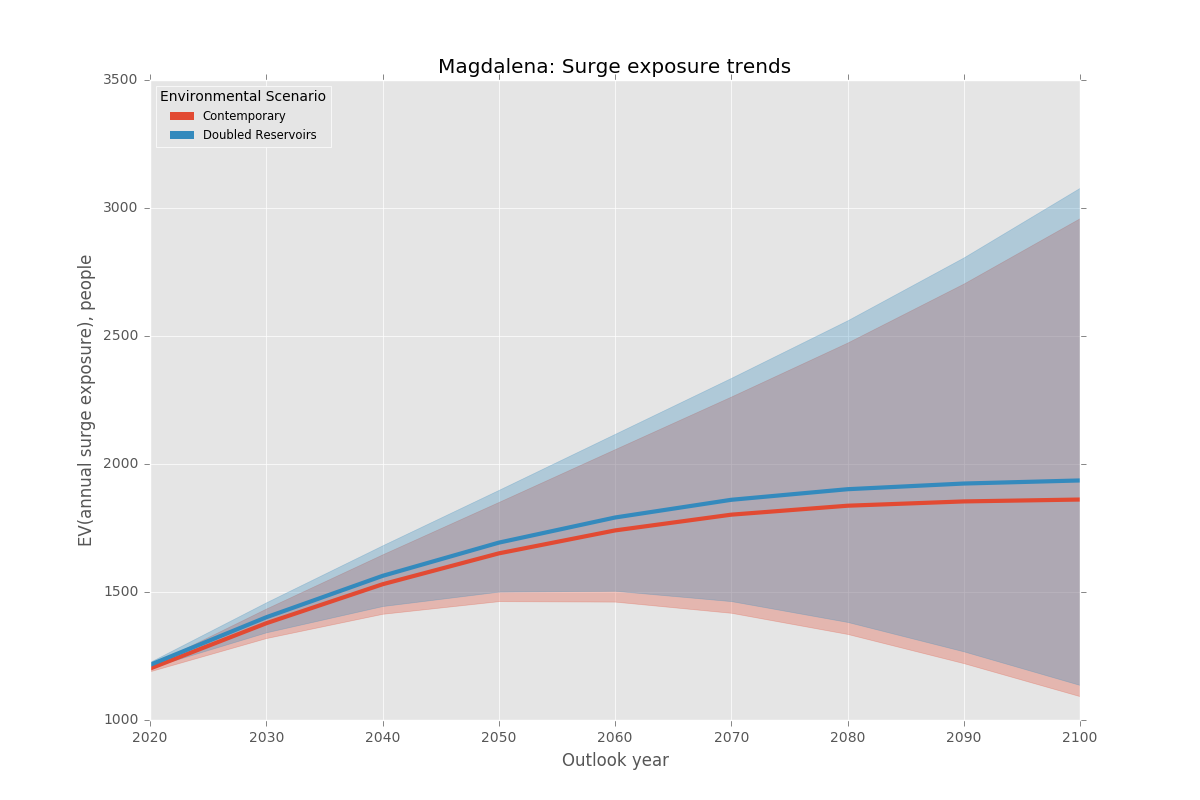 Magdalena: Surge exposure trends
3500
Environmental Scenario
Contemporary
Doubled Reservoirs
3000
2500
2000
1500
1000
EV(annual surge exposure), people
2020 2030 2040 2050 2060 2070 2080 2090 2100
Outlook year